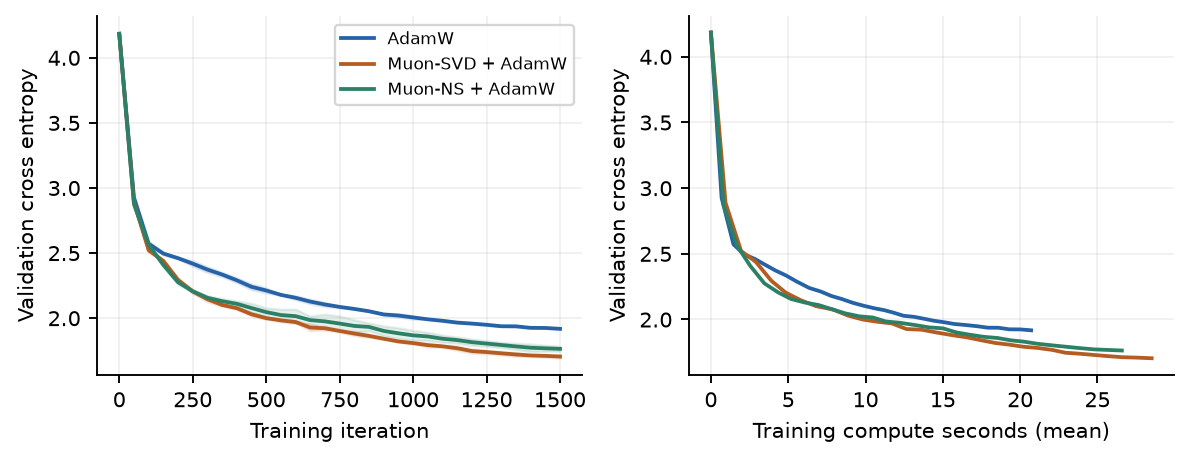 Validation cross entropy
4.0
3.5
3.0
2.5
2.0
0 250 500 750 1000 1250 1500
Training iteration
AdamW
Muon-SVD + AdamW
Muon-NS + AdamW
Validation cross entropy
4.0
3.5
3.0
2.5
2.0
0 5 10 15 20 25
Training compute seconds (mean)